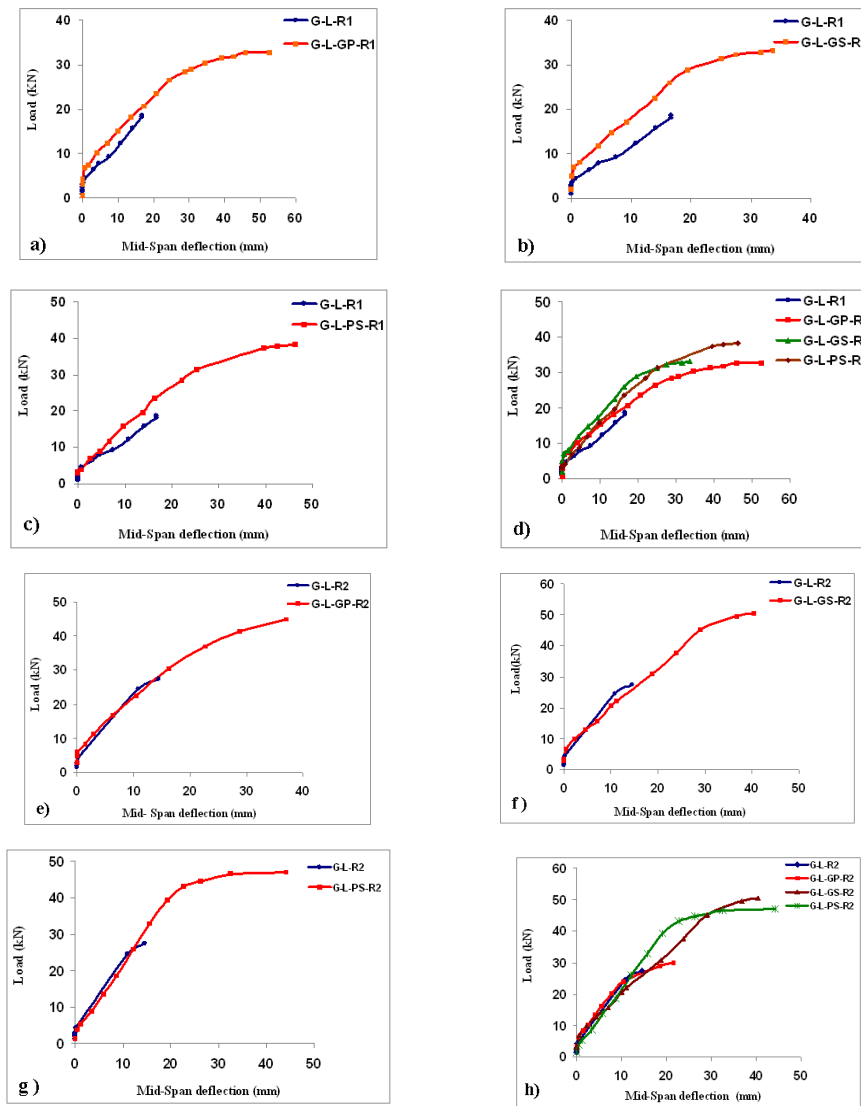 G-L-R1
G-L-GP-R1
40
30
20
10
0
Load (KN)
0 10 20 30 40 50 60
Mid-Span deflection (mm)
a)
G-L-R1
G-L-GS-R
40
30
20
10
0
Load (kN)
0 10 20 30 40
Mid-Span deflection (mm)
b)
G-L-R1
G-L-PS-R1
50
40
30
20
10
0
Load (kN)
0 10 20 30 40 50
Mid-Span deflection (mm)
c)
G-L-R1
G-L-GP-R
G-L-GS-R
G-L-PS-R
50
40
30
20
10
0
Load (kN)
0 10 20 30 40 50 60
Mid-Span deflection (mm)
d)
G-L-R2
G-L-GP-R2
50
40
30
20
10
0
Load (kN)
0 10 20 30 40
Mid- Span deflection (mm)
e)
G-L-R2
G-L-GS-R2
60
50
40
30
20
10
0
Load(kN)
0 10 20 30 40 50
Mid-Span deflection (mm)
f)
G-L-R2
G-L-PS-R2
50
40
30
20
10
0
Load (kN)
0 10 20 30 40 50
Mid-Span deflection (mm)
g )
G-L-R2
G-L-GP-R2
G-L-GS-R2
G-L-PS-R2
60
50
40
30
20
10
0
Load (kN)
0 10 20 30 40 50
Mid-Span deflection (mm)
h)